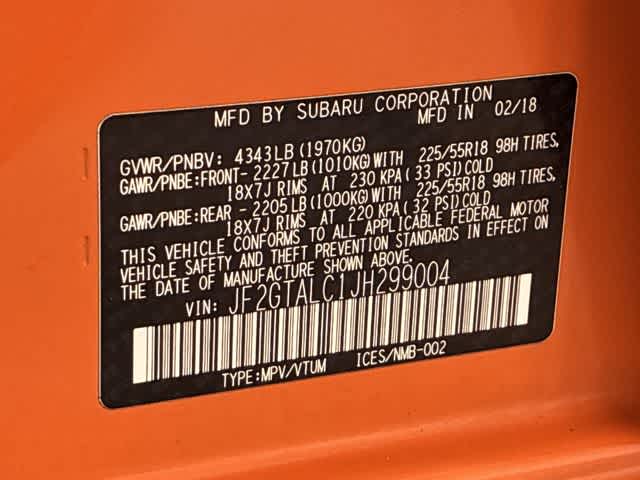 MFD BY SUBARU CORPORATION
MFD IN 02/18
GVWR/PNBV: 4343LB (1970KG)
GAWR/PNBE:FRONT- 2227LB (1010KG)WITH 225/55R18 98H TIRES,
18X7J RIMS AT 230 KPA (33 PSI)COLD
GAWR/PNBE:REAR - 2205LB (1000KG)WITH 225/55R18 98H TIRES,
18X7J RIMS AT 220 KPA (32 PSI)COLD
THIS VEHICLE CONFORMS TO ALL APPLICABLE FEDERAL MOTOR
VEHICLE SAFETY AND THEFT PREVENTION STANDARDS IN EFFECT ON
THE DATE OF MANUFACTURE SHOWN ABOVE.
VIN: JF2GTALC1JH299004
TYPE:MPV/VTUM ICES/NMB-002